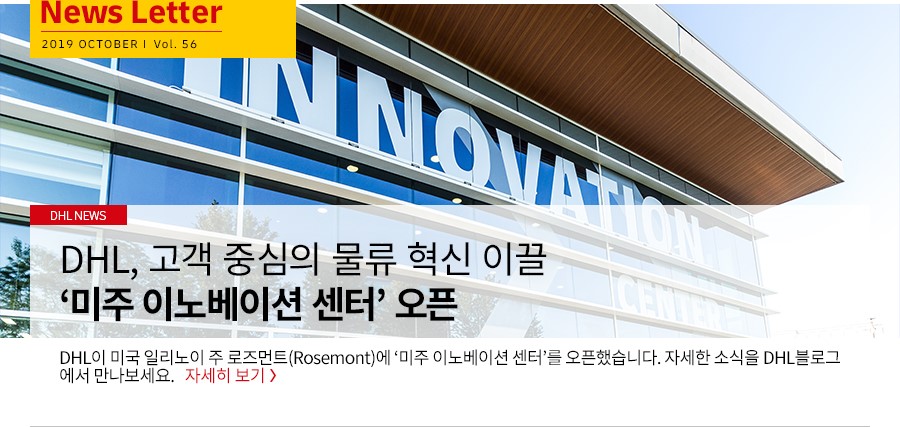 News Letter
2019 OCTOBER I Vol. 56
INNOVATION
CENTER
DHL NEWS
DHL, 고객 중심의 물류 혁신 이끌
‘미주 이노베이션 센터’ 오픈
DHL이 미국 일리노이 주 로즈먼트(Rosemont)에 ‘미주 이노베이션 센터’를 오픈했습니다. 자세한 소식을 DHL블로그
에서 만나보세요. 자세히 보기 〉